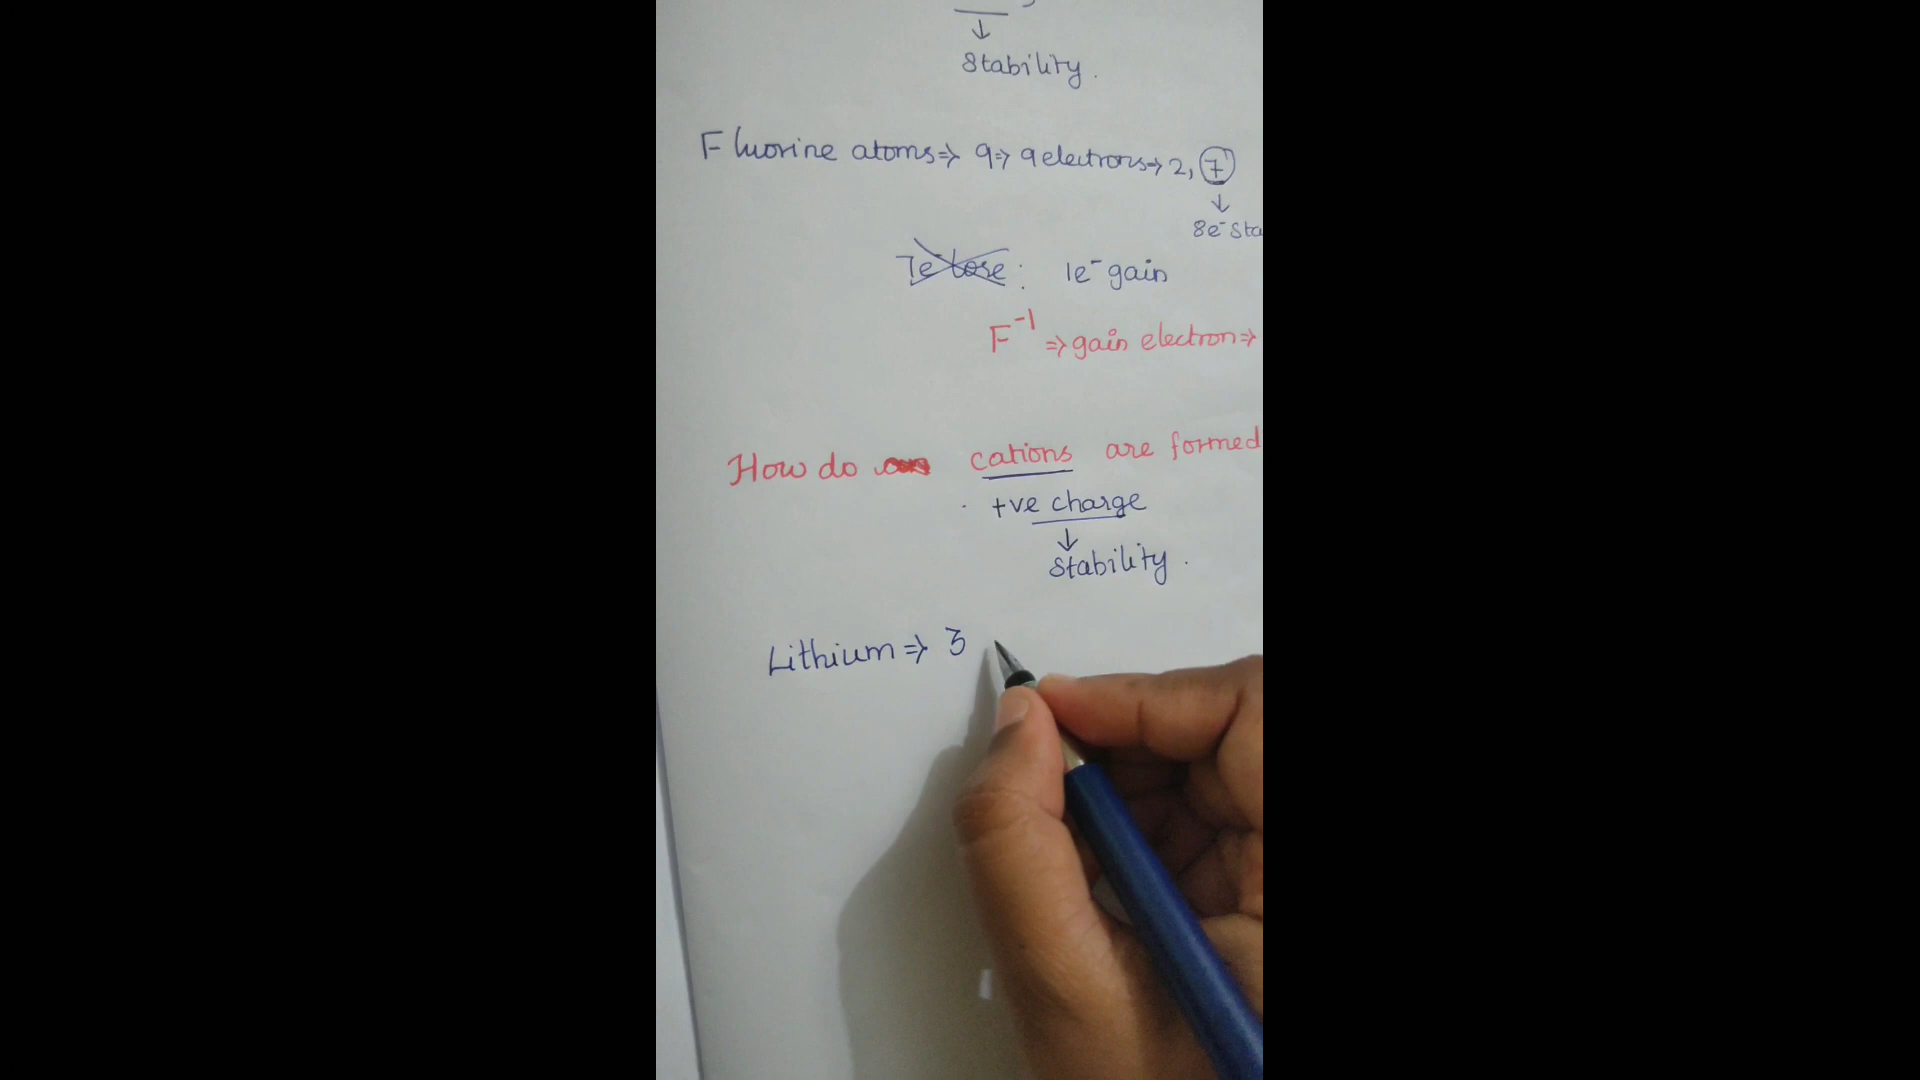 ↓
Stability.
Fluorine atoms ⇒ 9 ⇒ 9 electrons → 2, 7
↓
8e⁻ sta
7e⁻ lose : 1e⁻ gain
F⁻¹ ⇒ gain electron ⇒
How do cations are formed
+ve charge
↓
Stability.
Lithium ⇒ 3